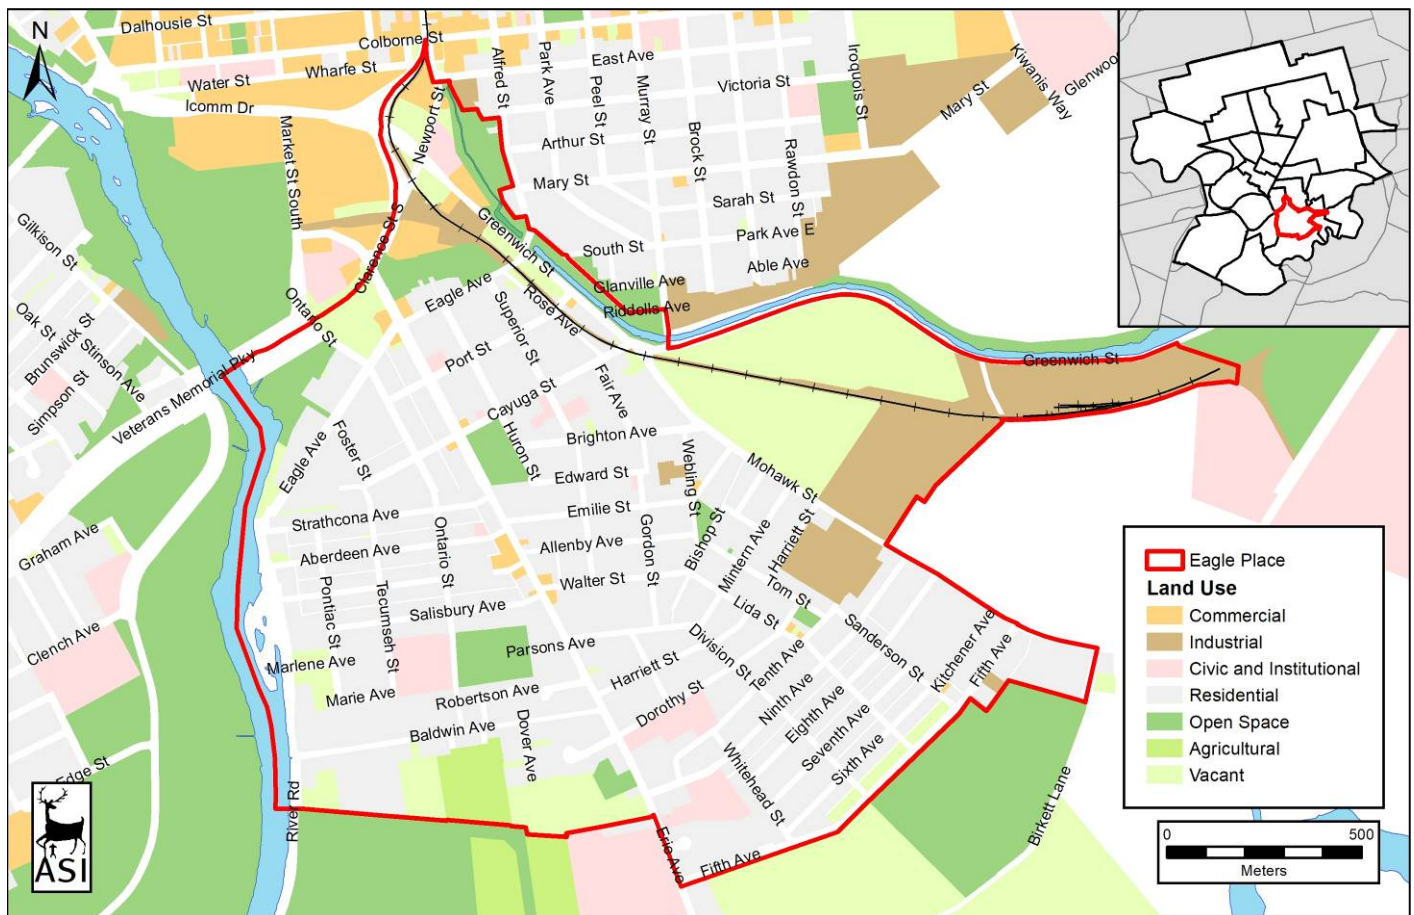 N
Dalhousie St
Colborne St
Water St
Wharfe St
Icomm Dr
Alfred St
Park Ave
East Ave
Peel St
Murray St
Victoria St
Iroquois St
Kiwanis Way
Glenwoo
Mary St
Newport St
Market St South
Arthur St
Brock St
Rawdon St
Mary St
Sarah St
Park Ave E
South St
Able Ave
Glanville Ave
Riddolls Ave
Greenwich St
Clarence St S
Gilkison St
Oak St
Brunswick St
Stinson Ave
Simpson St
Veterans Memorial Pky
Ontario St
Eagle Ave
Superior St
Rose Ave
Port St
Cayuga St
Fair Ave
Greenwich St
Huron St
Brighton Ave
Edward St
Webling St
Mohawk St
Foster St
Eagle Ave
Strathcona Ave
Emilie St
Aberdeen Ave
Ontario St
Allenby Ave
Gordon St
Bishop St
Mintern Ave
Harriett St
Graham Ave
Walter St
Tom St
Pontiac St
Tecumseh St
Salisbury Ave
Lida St
Sanderson St
Clench Ave
Parsons Ave
Division St
Kitchener Ave
Fifth Ave
Marlene Ave
Harriett St
Tenth Ave
Marie Ave
Robertson Ave
Dorothy St
Ninth Ave
Eighth Ave
Baldwin Ave
Dover Ave
Seventh Ave
Sixth Ave
Whitehead St
Edge St
River Rd
Erie Ave
Fifth Ave
Birkett Lane
ASI
Eagle Place
Land Use
Commercial
Industrial
Civic and Institutional
Residential
Open Space
Agricultural
Vacant
0 500
Meters